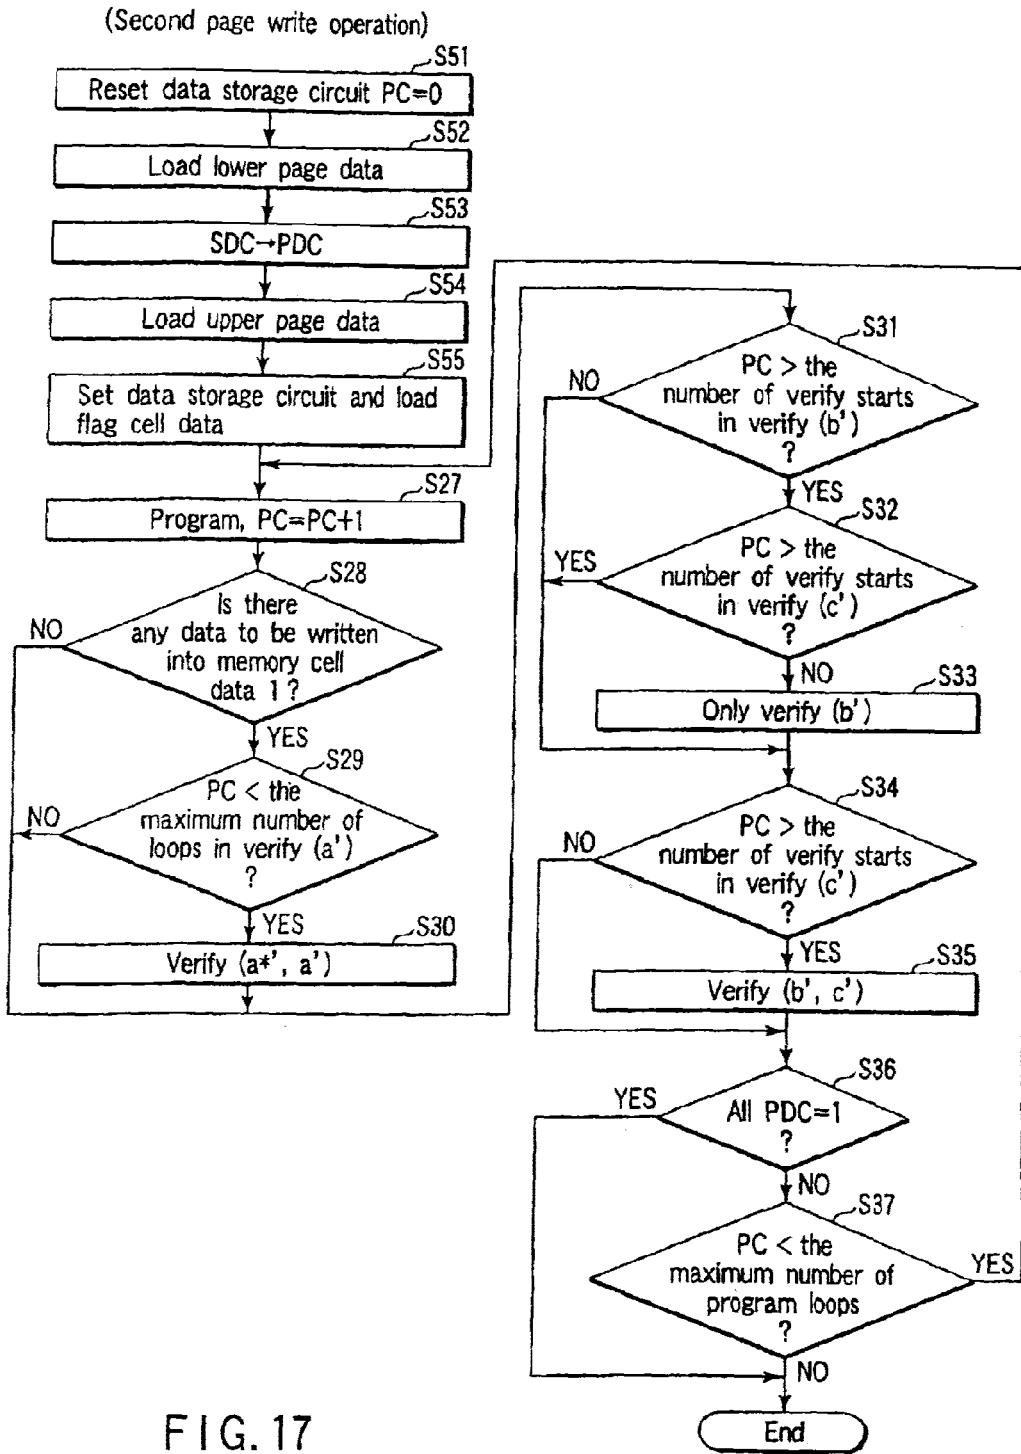 (Second page write operation)
S51
Reset data storage circuit PC=0
S52
Load lower page data
S53
SDC→PDC
S54
Load upper page data
S55
Set data storage circuit and load
flag cell data
S27
Program, PC=PC+1
S28
Is there
any data to be written
into memory cell
data 1?
NO
YES
S29
PC < the
maximum number of
loops in verify (a')
?
NO
YES
S30
Verify (a*', a')
S31
PC > the
number of verify starts
in verify (b')
?
NO
YES
S32
PC > the
number of verify starts
in verify (c')
?
YES
NO
S33
Only verify (b')
S34
PC > the
number of verify starts
in verify (c')
?
NO
YES
S35
Verify (b', c')
S36
All PDC=1
?
YES
NO
S37
PC < the
maximum number of
program loops
?
YES
NO
End
FIG. 17